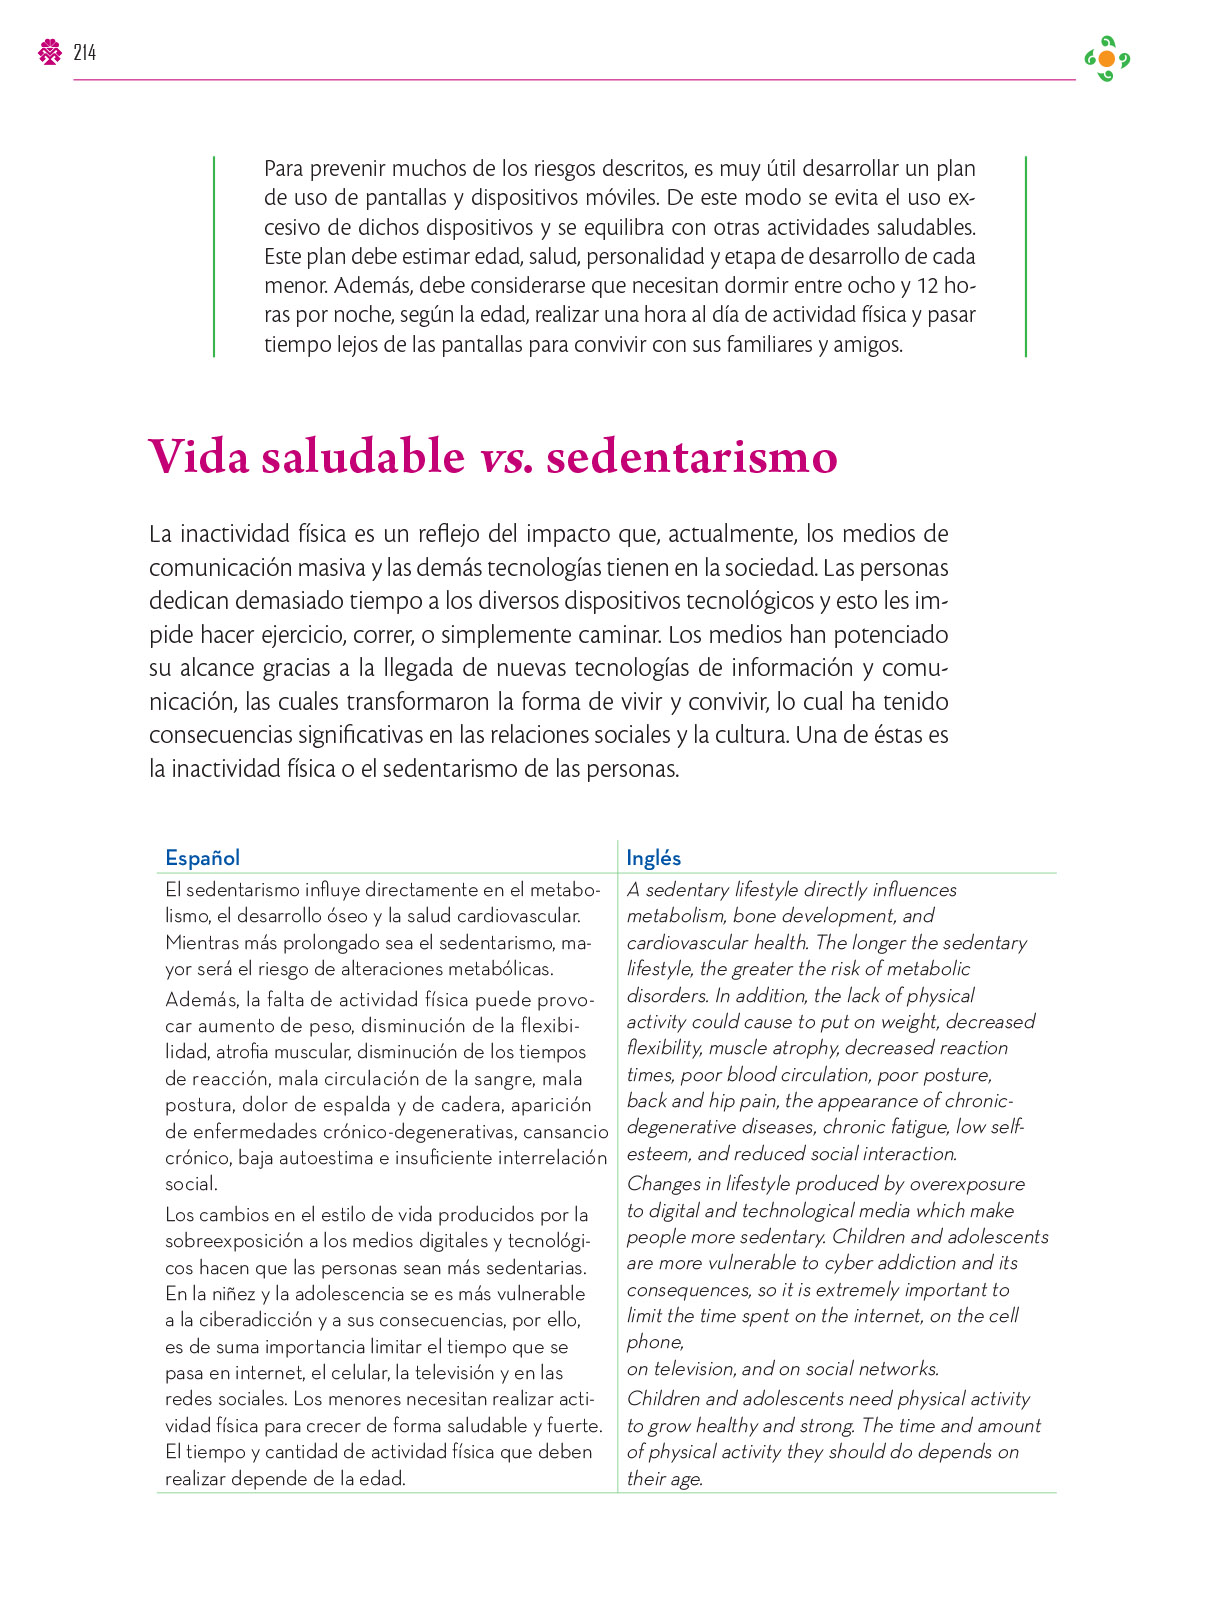 214
Para prevenir muchos de los riesgos descritos, es muy útil desarrollar un plan
de uso de pantallas y dispositivos móviles. De este modo se evita el uso ex-
cesivo de dichos dispositivos y se equilibra con otras actividades saludables.
Este plan debe estimar edad, salud, personalidad y etapa de desarrollo de cada
menor. Además, debe considerarse que necesitan dormir entre ocho y 12 ho-
ras por noche, según la edad, realizar una hora al día de actividad física y pasar
tiempo lejos de las pantallas para convivir con sus familiares y amigos.
Vida saludable vs. sedentarismo
La inactividad física es un reflejo del impacto que, actualmente, los medios de
comunicación masiva y las demás tecnologías tienen en la sociedad. Las personas
dedican demasiado tiempo a los diversos dispositivos tecnológicos y esto les im-
pide hacer ejercicio, correr, o simplemente caminar. Los medios han potenciado
su alcance gracias a la llegada de nuevas tecnologías de información y comu-
nicación, las cuales transformaron la forma de vivir y convivir, lo cual ha tenido
consecuencias significativas en las relaciones sociales y la cultura. Una de éstas es
la inactividad física o el sedentarismo de las personas.
Español
El sedentarismo influye directamente en el metabo-
lismo, el desarrollo óseo y la salud cardiovascular.
Mientras más prolongado sea el sedentarismo, ma-
yor será el riesgo de alteraciones metabólicas.
Además, la falta de actividad física puede provo-
car aumento de peso, disminución de la flexibi-
lidad, atrofia muscular, disminución de los tiempos
de reacción, mala circulación de la sangre, mala
postura, dolor de espalda y de cadera, aparición
de enfermedades crónico-degenerativas, cansancio
crónico, baja autoestima e insuficiente interrelación
social.
Los cambios en el estilo de vida producidos por la
sobreexposición a los medios digitales y tecnológi-
cos hacen que las personas sean más sedentarias.
En la niñez y la adolescencia se es más vulnerable
a la ciberadicción y a sus consecuencias, por ello,
es de suma importancia limitar el tiempo que se
pasa en internet, el celular, la televisión y en las
redes sociales. Los menores necesitan realizar acti-
vidad física para crecer de forma saludable y fuerte.
El tiempo y cantidad de actividad física que deben
realizar depende de la edad.
Inglés
A sedentary lifestyle directly influences
metabolism, bone development, and
cardiovascular health. The longer the sedentary
lifestyle, the greater the risk of metabolic
disorders. In addition, the lack of physical
activity could cause to put on weight, decreased
flexibility, muscle atrophy, decreased reaction
times, poor blood circulation, poor posture,
back and hip pain, the appearance of chronic-
degenerative diseases, chronic fatigue, low self-
esteem, and reduced social interaction.
Changes in lifestyle produced by overexposure
to digital and technological media which make
people more sedentary. Children and adolescents
are more vulnerable to cyber addiction and its
consequences, so it is extremely important to
limit the time spent on the internet, on the cell
phone,
on television, and on social networks.
Children and adolescents need physical activity
to grow healthy and strong. The time and amount
of physical activity they should do depends on
their age.